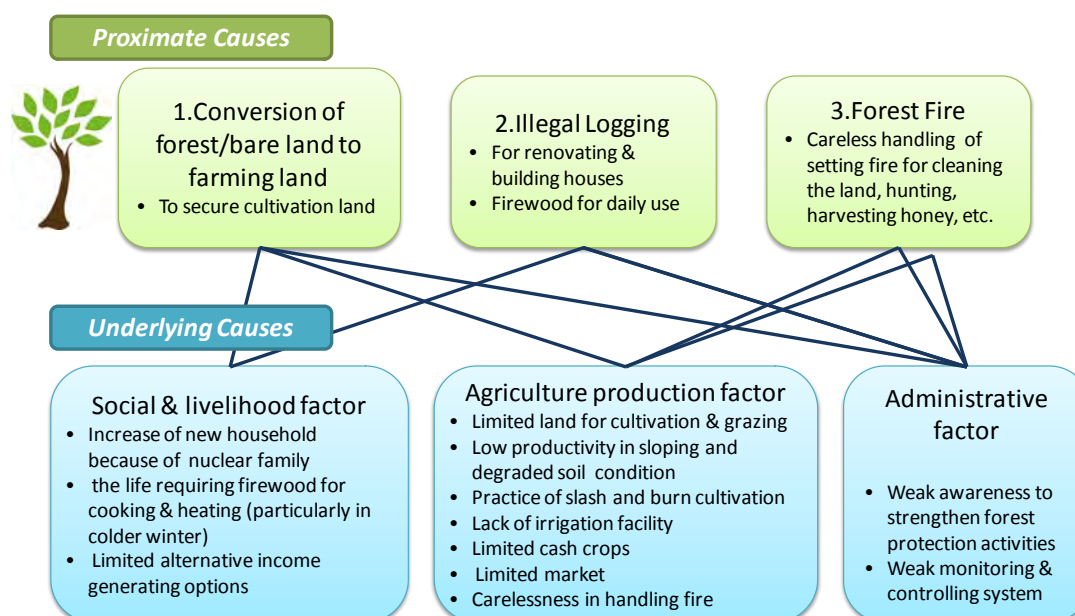 Proximate Causes
1.Conversion of
forest/bare land to
farming land
• To secure cultivation land
2.Illegal Logging
• For renovating &
building houses
• Firewood for daily use
3.Forest Fire
• Careless handling of
setting fire for cleaning
the land, hunting,
harvesting honey, etc.
Underlying Causes
Social & livelihood factor
• Increase of new household
because of nuclear family
• the life requiring firewood for
cooking & heating (particularly in
colder winter)
• Limited alternative income
generating options
Agriculture production factor
• Limited land for cultivation & grazing
• Low productivity in sloping and
degraded soil condition
• Practice of slash and burn cultivation
• Lack of irrigation facility
• Limited cash crops
• Limited market
• Carelessness in handling fire
Administrative
factor
• Weak awareness to
strengthen forest
protection activities
• Weak monitoring &
controlling system